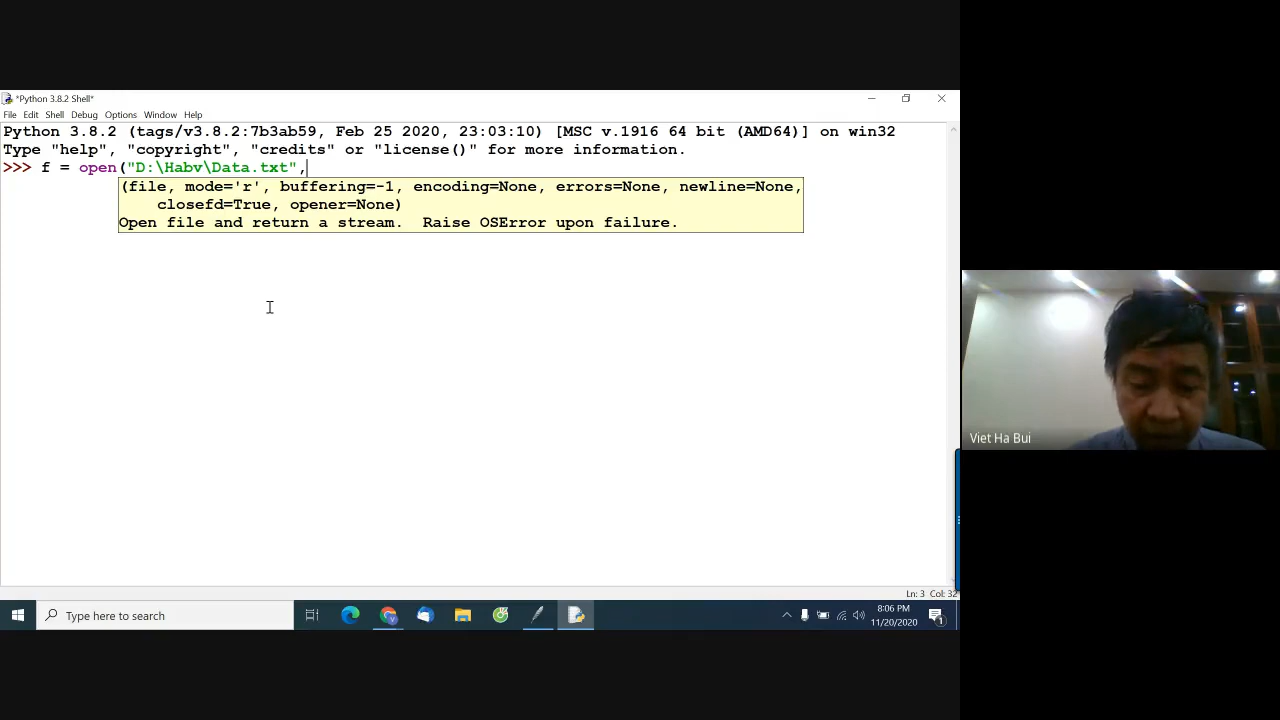 *Python 3.8.2 Shell*
File Edit Shell Debug Options Window Help
Python 3.8.2 (tags/v3.8.2:7b3ab59, Feb 25 2020, 23:03:10) [MSC v.1916 64 bit (AMD64)] on win32
Type "help", "copyright", "credits" or "license()" for more information.
>>> f = open("D:\Habv\Data.txt",
(file, mode='r', buffering=-1, encoding=None, errors=None, newline=None,
closefd=True, opener=None)
Open file and return a stream.  Raise OSError upon failure.
Viet Ha Bui
Ln: 3 Col: 32
Type here to search
8:06 PM
11/20/2020
1